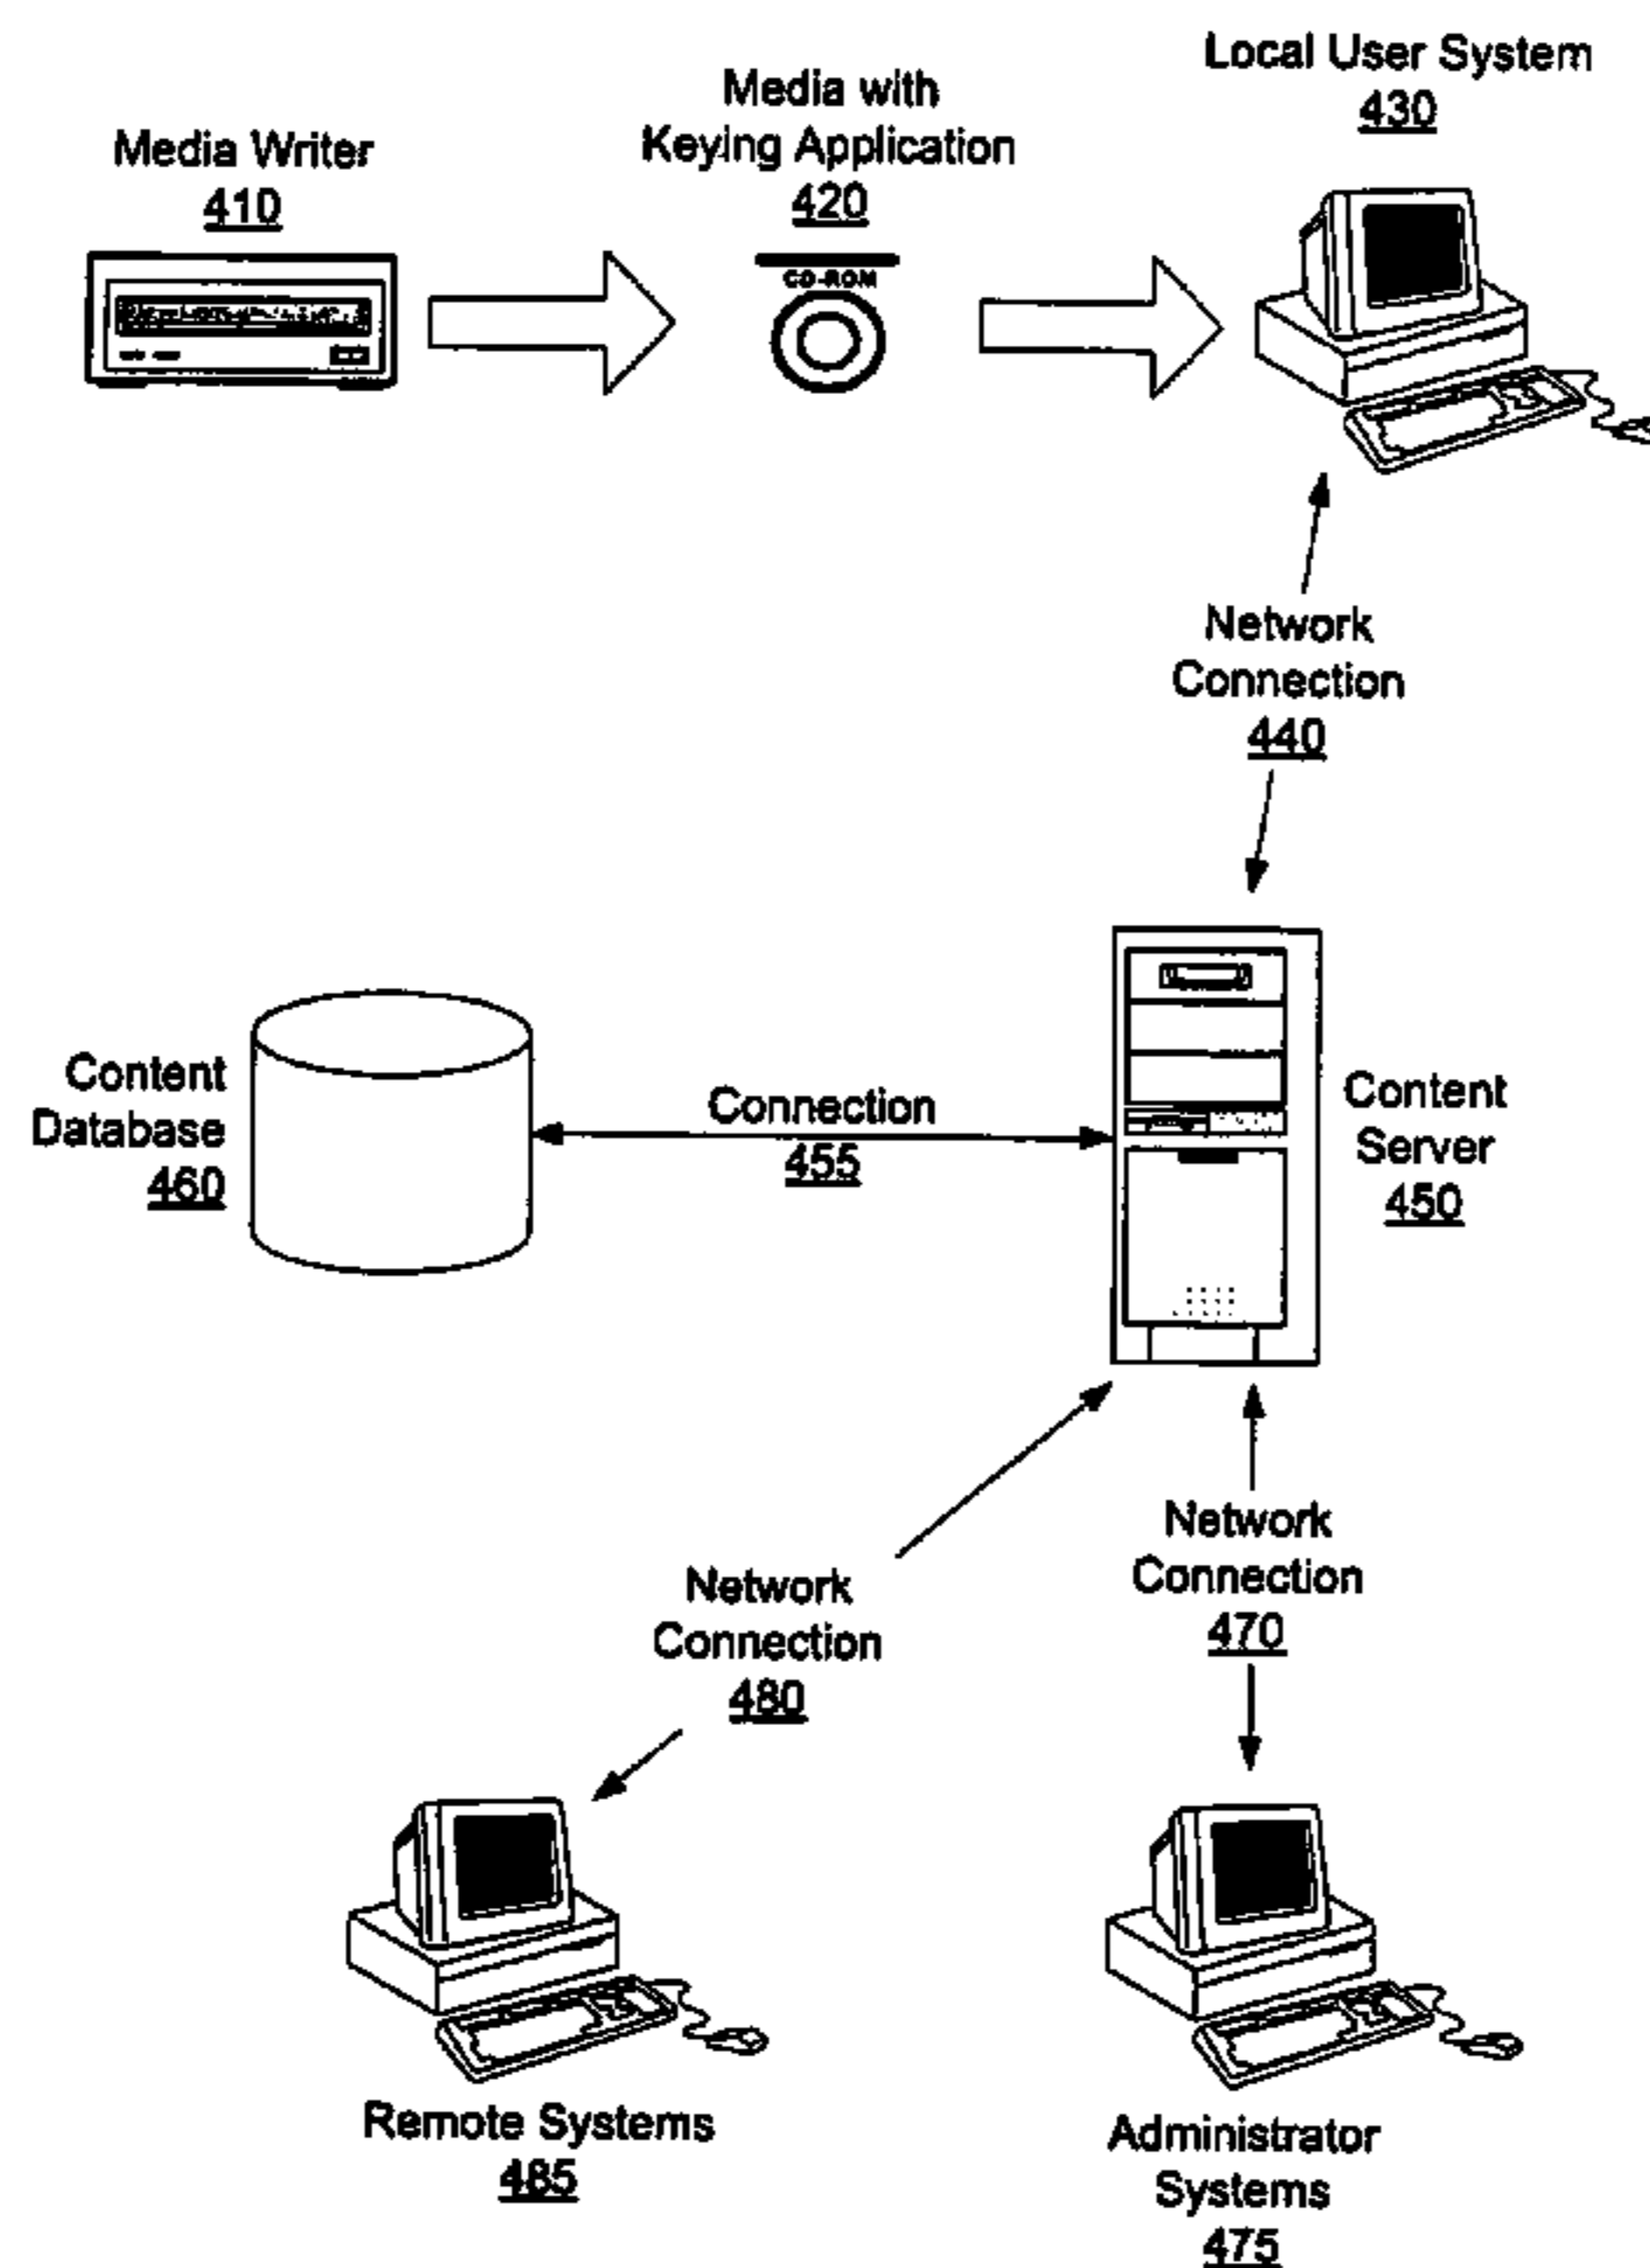 Local User System
430
Media with
Keying Application
420
Media Writer
410
CD-ROM
Network
Connection
440
Content
Database
460
Connection
455
Content
Server
450
Network
Connection
470
Network
Connection
480
Remote Systems
485
Administrator
Systems
475